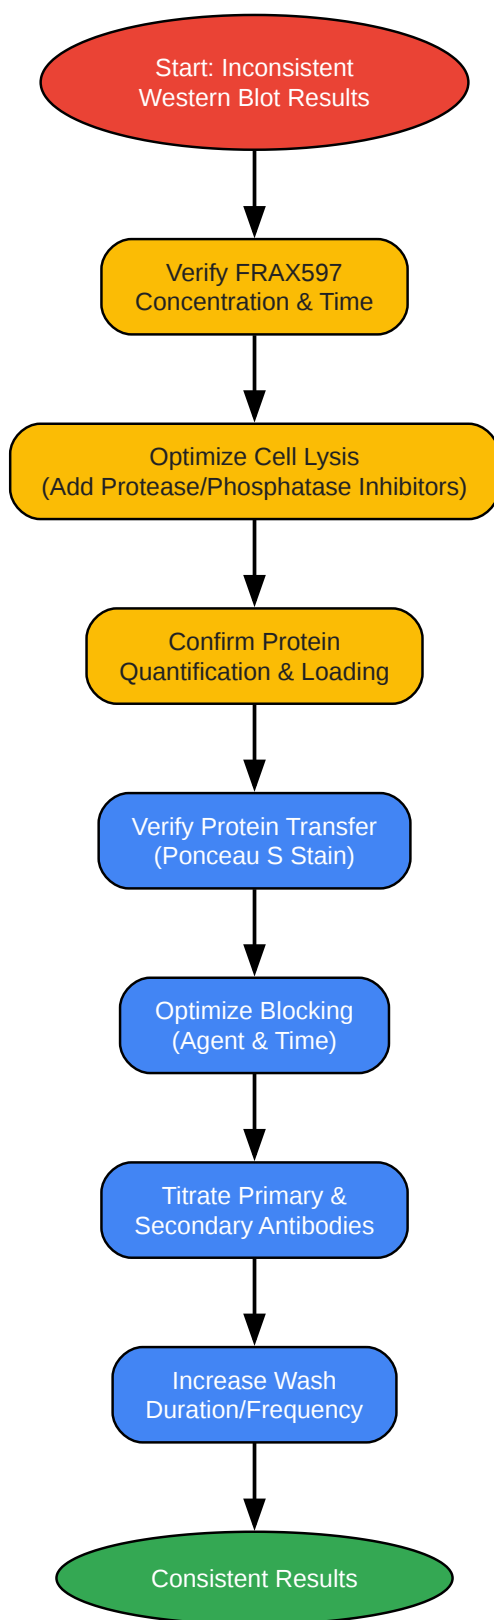 Start: Inconsistent
Western Blot Results
Verify FRAX597
Concentration & Time
Optimize Cell Lysis
(Add Protease/Phosphatase Inhibitors)
Confirm Protein
Quantification & Loading
Verify Protein Transfer
(Ponceau S Stain)
Optimize Blocking
(Agent & Time)
Titrate Primary &
Secondary Antibodies
Increase Wash
Duration/Frequency
Consistent Results